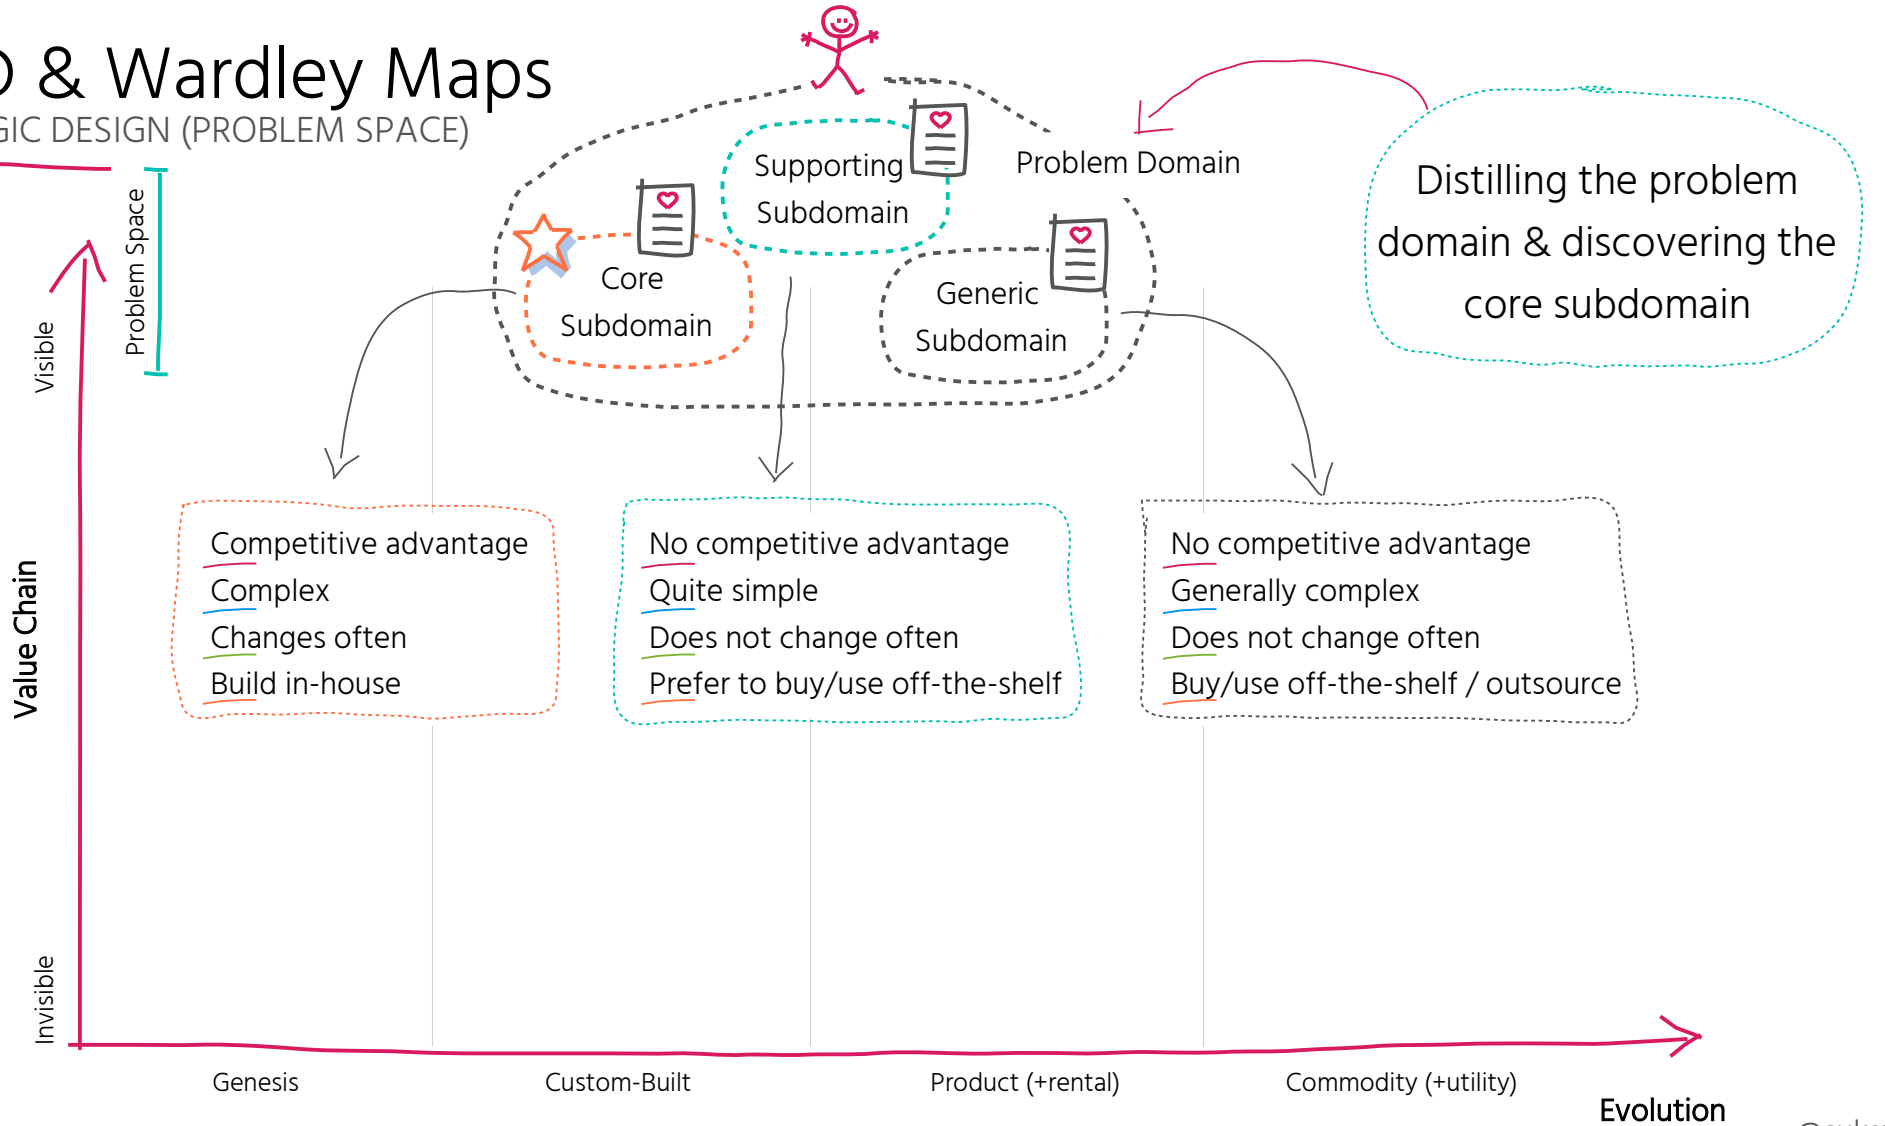 & Wardley Maps
GIC DESIGN (PROBLEM SPACE)
Problem Space
Visible
Value Chain
Invisible
Supporting
Subdomain
Problem Domain
Core
Subdomain
Generic
Subdomain
Distilling the problem
domain & discovering the
core subdomain
Competitive advantage
Complex
Changes often
Build in-house
No competitive advantage
Quite simple
Does not change often
Prefer to buy/use off-the-shelf
No competitive advantage
Generally complex
Does not change often
Buy/use off-the-shelf / outsource
Genesis
Custom-Built
Product (+rental)
Commodity (+utility)
Evolution